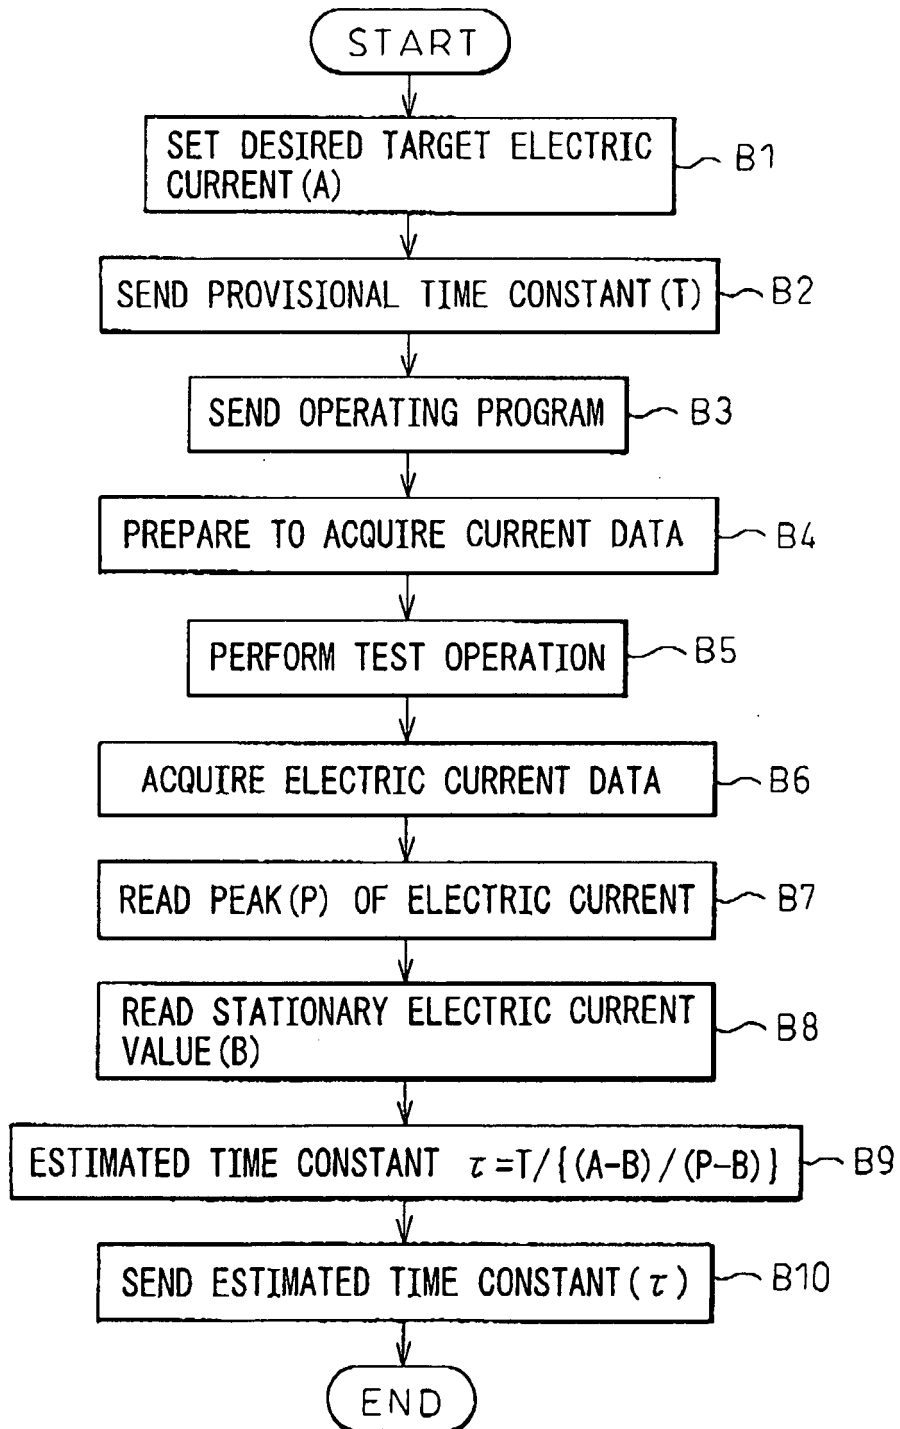 START
SET DESIRED TARGET ELECTRIC
CURRENT(A)
B1
SEND PROVISIONAL TIME CONSTANT(T)
B2
SEND OPERATING PROGRAM
B3
PREPARE TO ACQUIRE CURRENT DATA
B4
PERFORM TEST OPERATION
B5
ACQUIRE ELECTRIC CURRENT DATA
B6
READ PEAK(P) OF ELECTRIC CURRENT
B7
READ STATIONARY ELECTRIC CURRENT
VALUE(B)
B8
ESTIMATED TIME CONSTANT τ=T/{(A-B)/(P-B)}
B9
SEND ESTIMATED TIME CONSTANT(τ)
B10
END